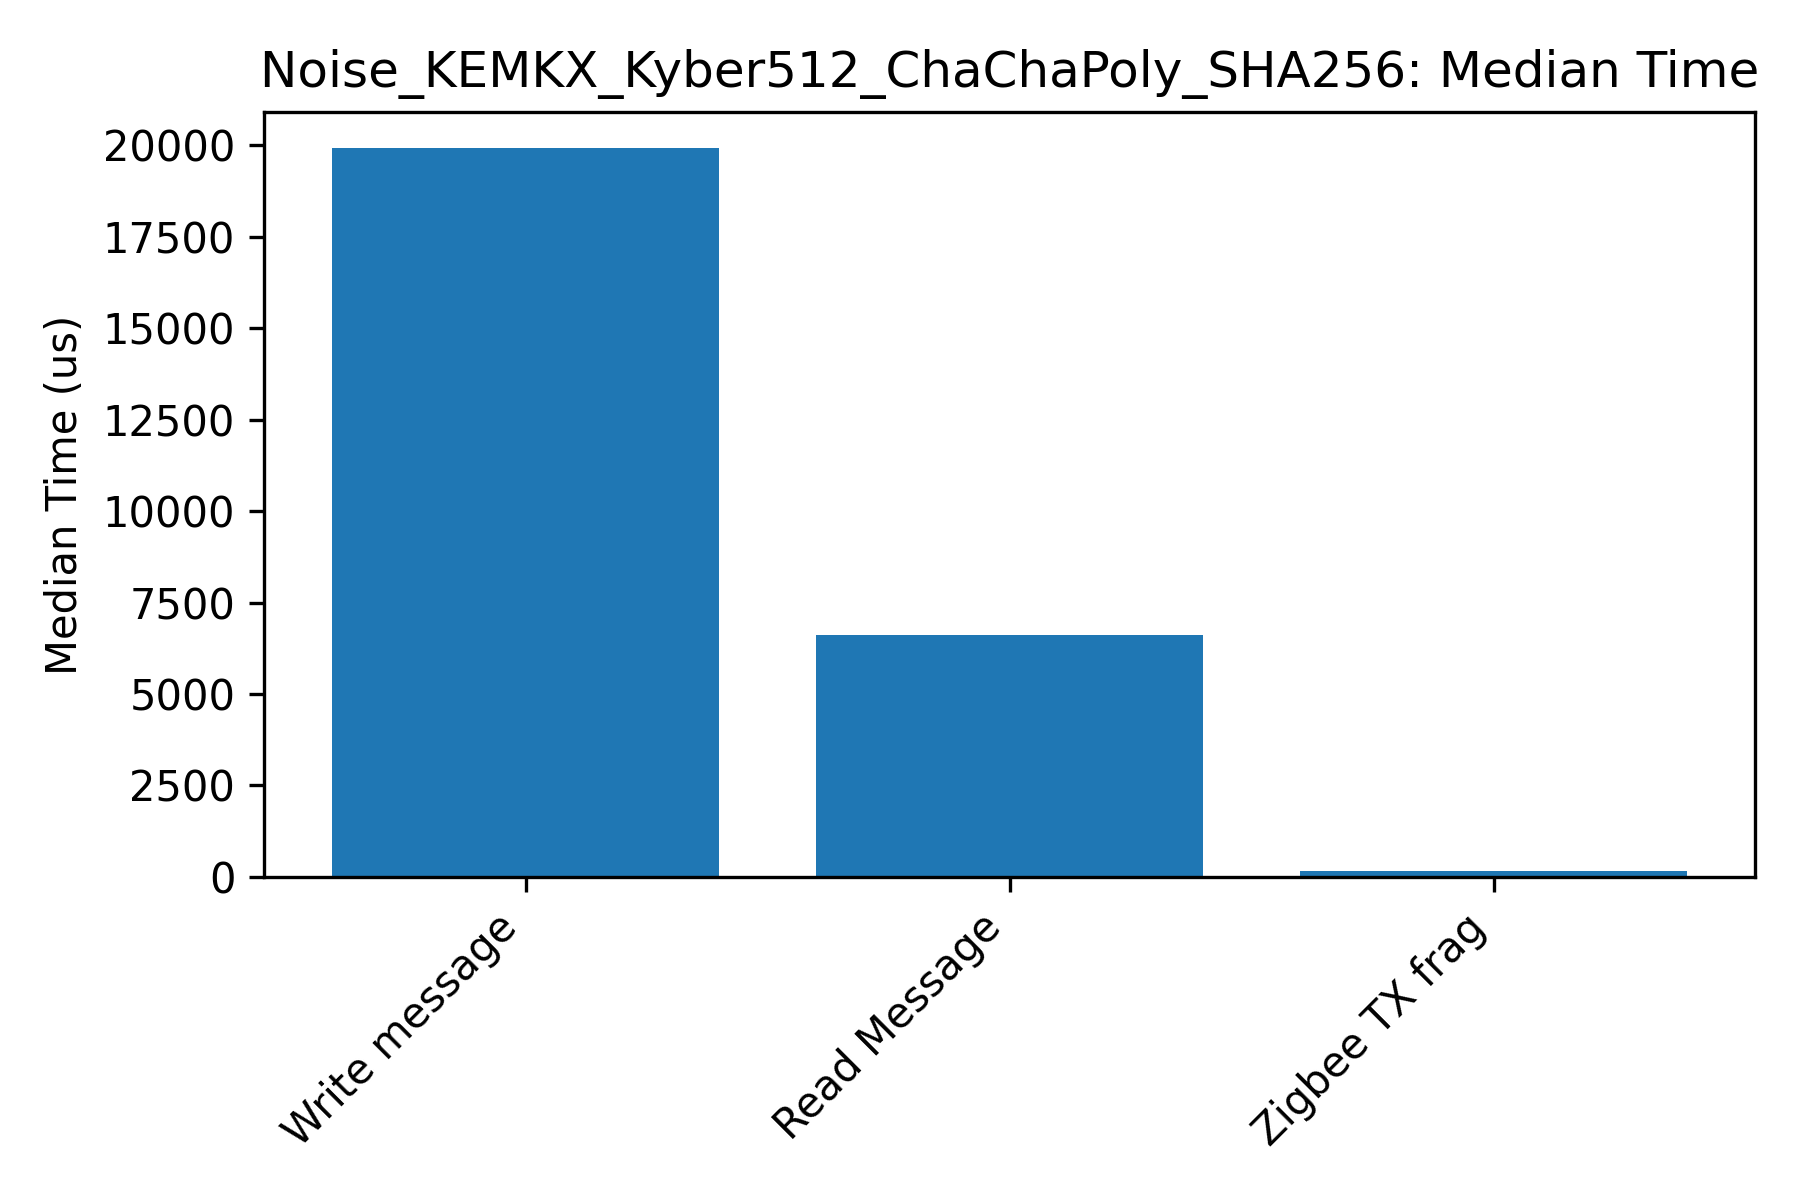 Noise_KEMKX_Kyber512_ChaChaPoly_SHA256: Median Time
Median Time (us)
20000
17500
15000
12500
10000
7500
5000
2500
0
Write message
Read Message
Zigbee TX frag